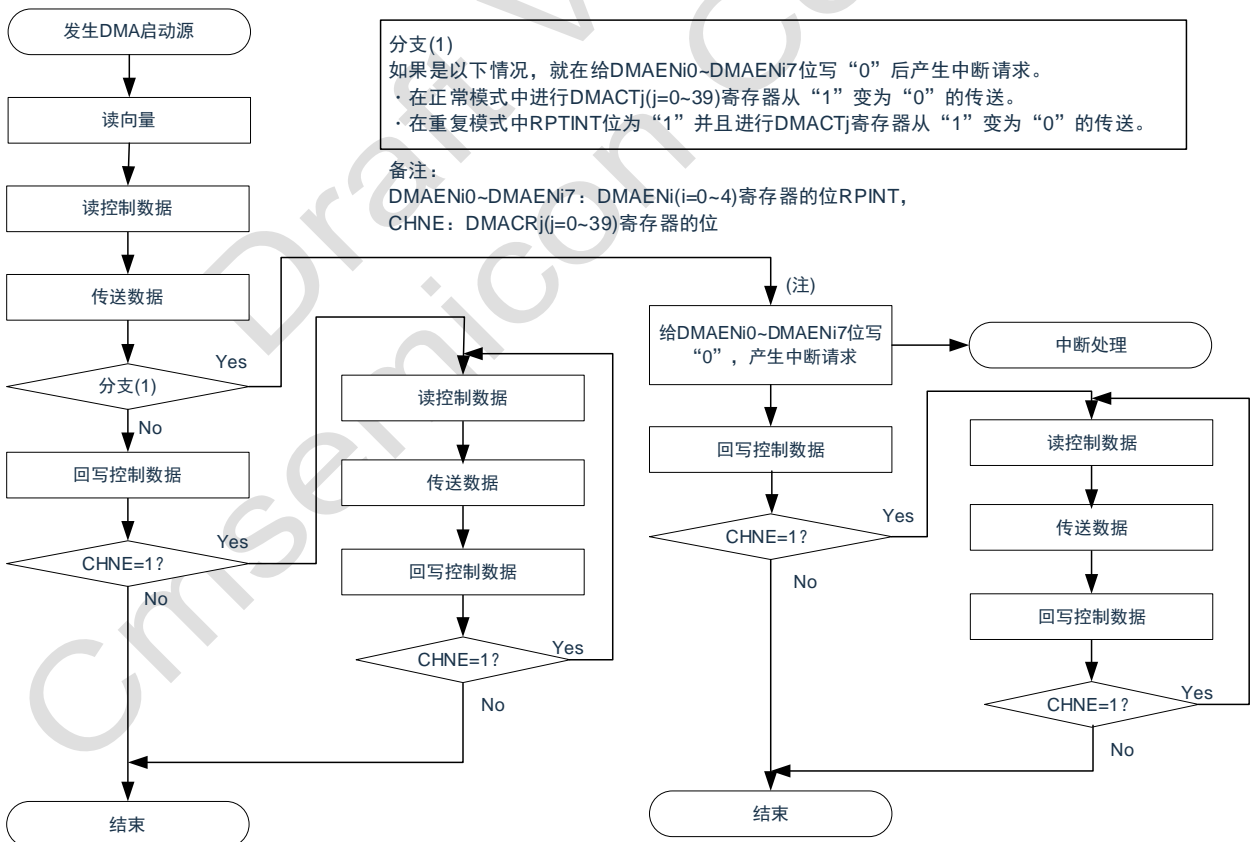 发生DMA启动源
读向量
读控制数据
传送数据
分支(1)
Yes
No
回写控制数据
CHNE=1?
Yes
No
结束
分支(1)
如果是以下情况，就在给DMAENi0~DMAENi7位写“0”后产生中断请求。
·在正常模式中进行DMACTj(j=0~39)寄存器从“1”变为“0”的传送。
·在重复模式中RPTINT位为“1”并且进行DMACTj寄存器从“1”变为“0”的传送。
备注：
DMAENi0~DMAENi7：DMAENi(i=0~4)寄存器的位RPINT，
CHNE：DMACRj(j=0~39)寄存器的位
读控制数据
传送数据
回写控制数据
CHNE=1?
Yes
No
(注)
给DMAENi0~DMAENi7位写
“0”，产生中断请求
中断处理
回写控制数据
CHNE=1?
Yes
No
结束
读控制数据
传送数据
回写控制数据
CHNE=1?
Yes
No
Draft
Cmsemicon